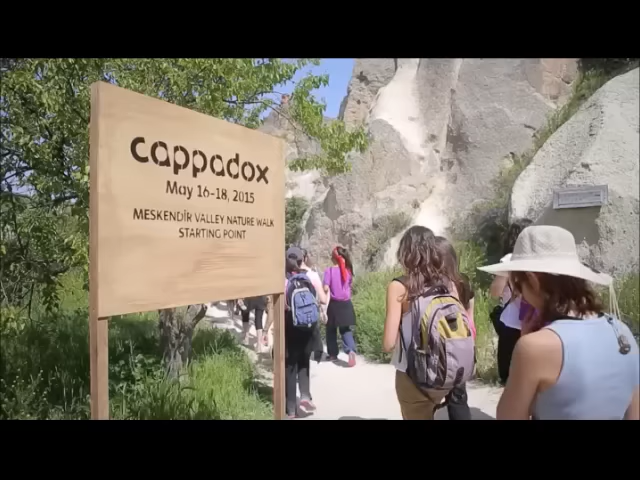 cappadox
May 16-18, 2015
MESKENDİR VALLEY NATURE WALK
STARTING POINT